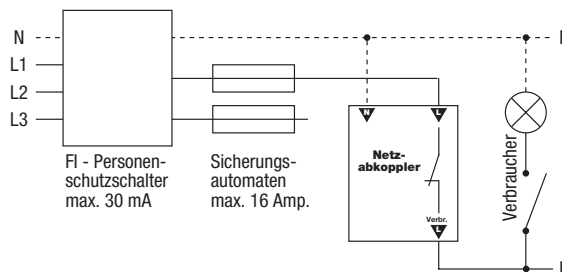 N
L1
L2
L3
FI - Personen-
schutzschalter
max. 30 mA
Sicherungs-
automaten
max. 16 Amp.
N
L
Netz-
abkoppler
Verbr.
L
Verbraucher